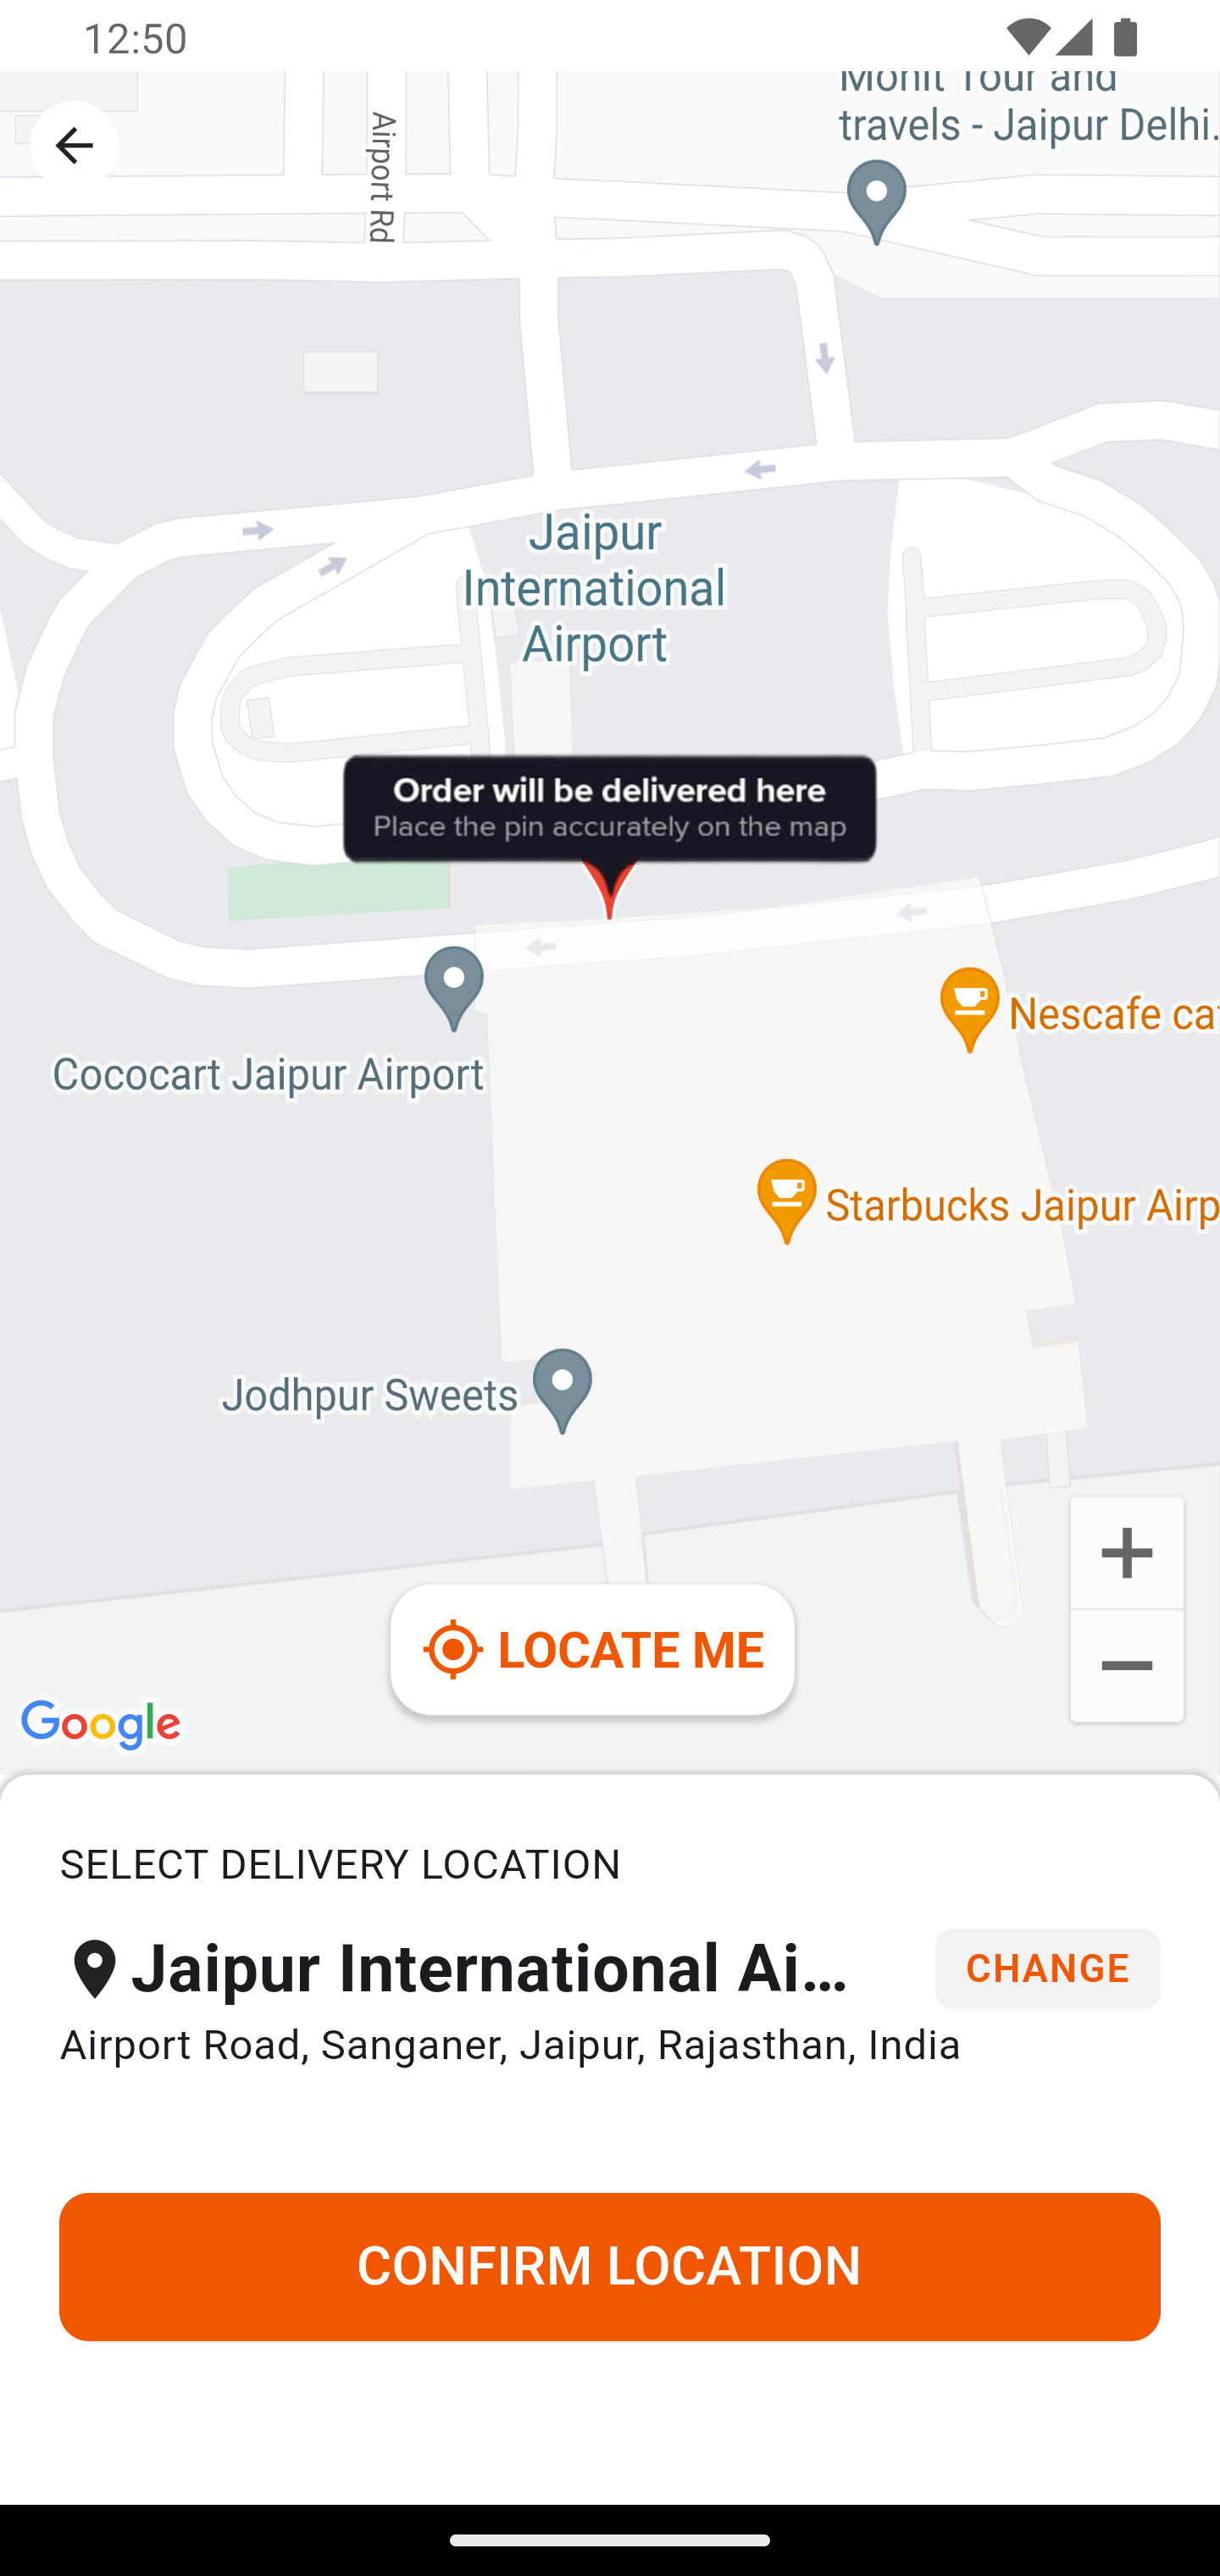 12:50
Mohit Tour and
travels - Jaipur Delhi.
Airport Rd
Jaipur
International
Airport
Order will be delivered here
Place the pin accurately on the map
Nescafe ca
Cococart Jaipur Airport
Starbucks Jaipur Airp
Jodhpur Sweets
LOCATE ME
Google
SELECT DELIVERY LOCATION
Jaipur International Ai...
CHANGE
Airport Road, Sanganer, Jaipur, Rajasthan, India
CONFIRM LOCATION